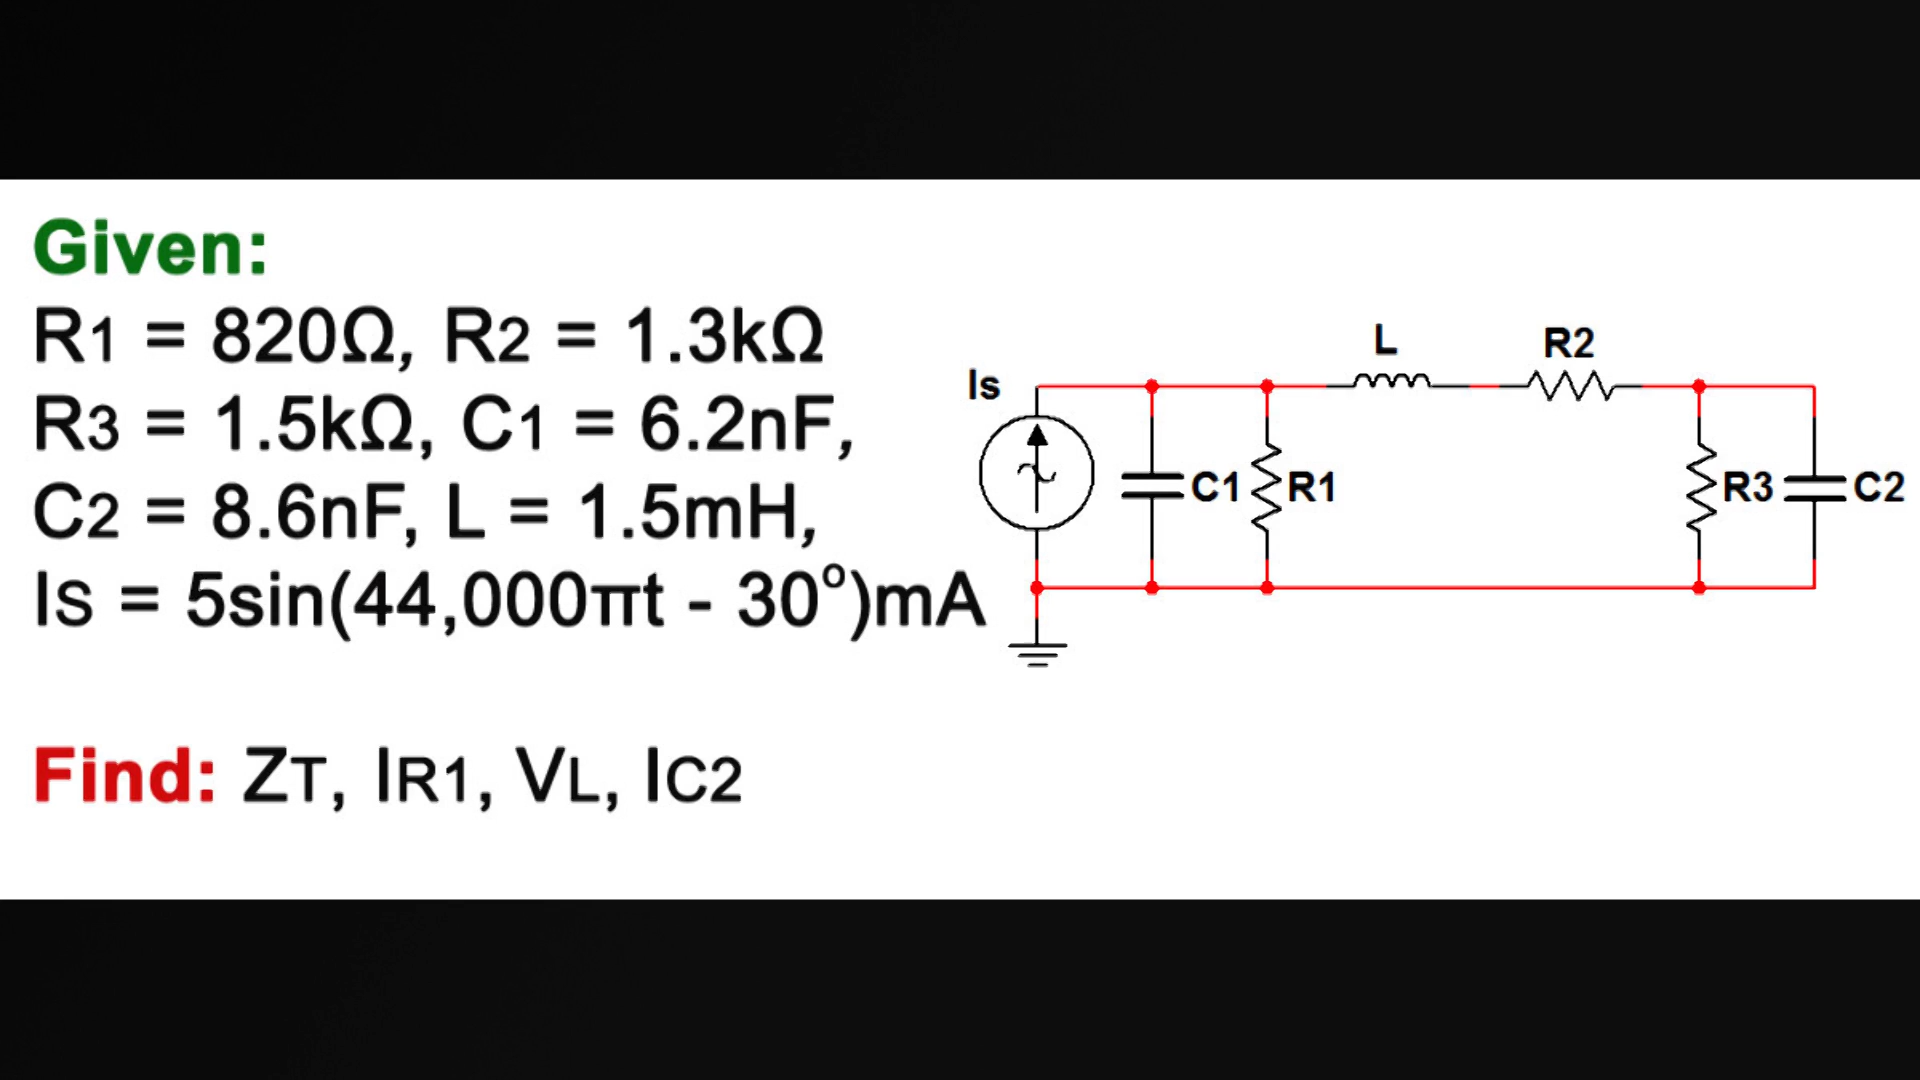 Given:
R1 = 820Ω, R2 = 1.3kΩ
R3 = 1.5kΩ, C1 = 6.2nF,
C2 = 8.6nF, L = 1.5mH,
Is = 5sin(44,000πt - 30°)mA
Find: ZT, IR1, VL, IC2
Is
C1
R1
L
R2
R3
C2